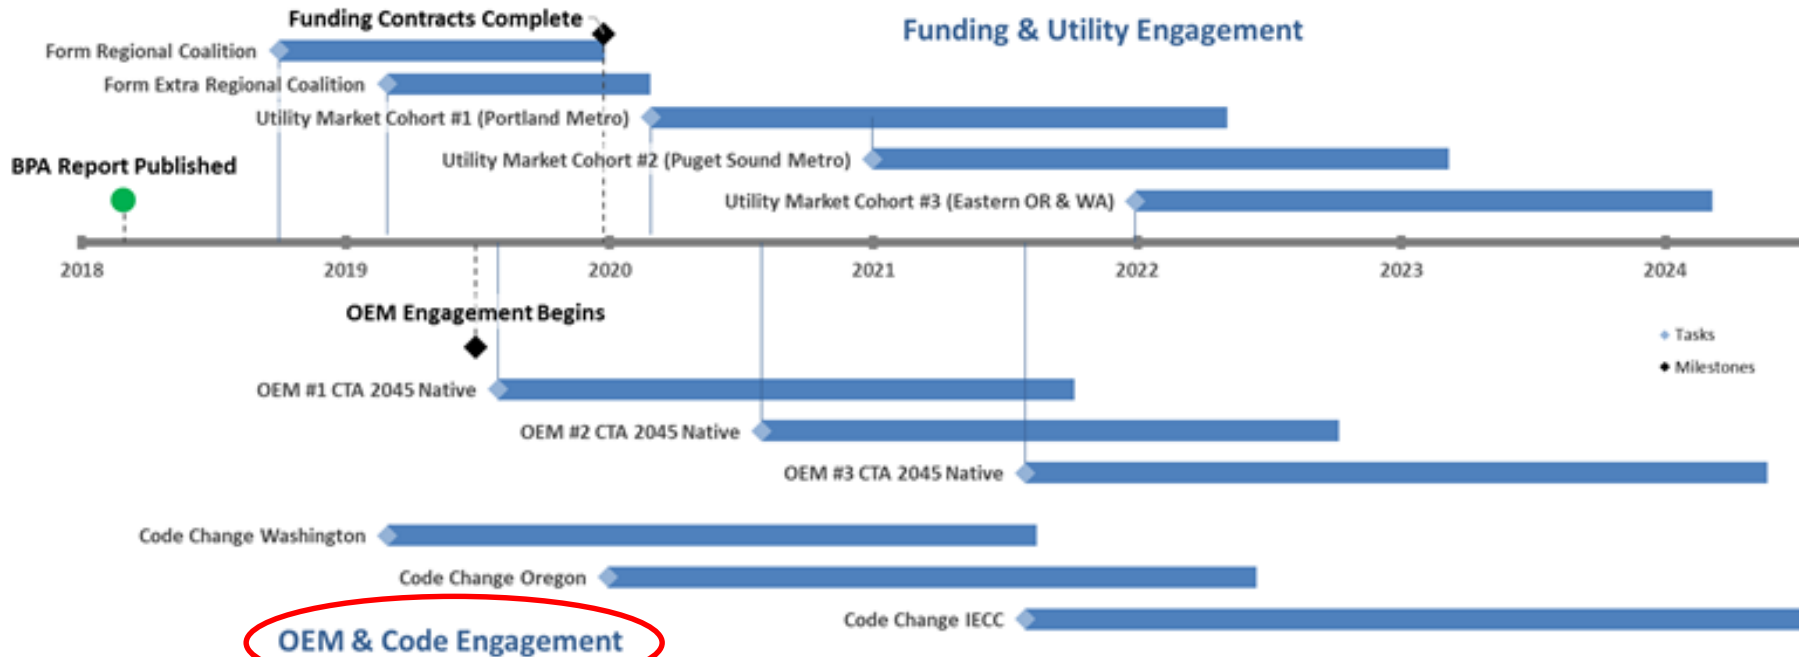 Funding Contracts Complete
Funding & Utility Engagement
Form Regional Coalition
Form Extra Regional Coalition
Utility Market Cohort #1 (Portland Metro)
Utility Market Cohort #2 (Puget Sound Metro)
BPA Report Published
Utility Market Cohort #3 (Eastern OR & WA)
2018 2019 2020 2021 2022 2023 2024
OEM Engagement Begins
Tasks
Milestones
OEM #1 CTA 2045 Native
OEM #2 CTA 2045 Native
OEM #3 CTA 2045 Native
Code Change Washington
Code Change Oregon
Code Change IECC
OEM & Code Engagement